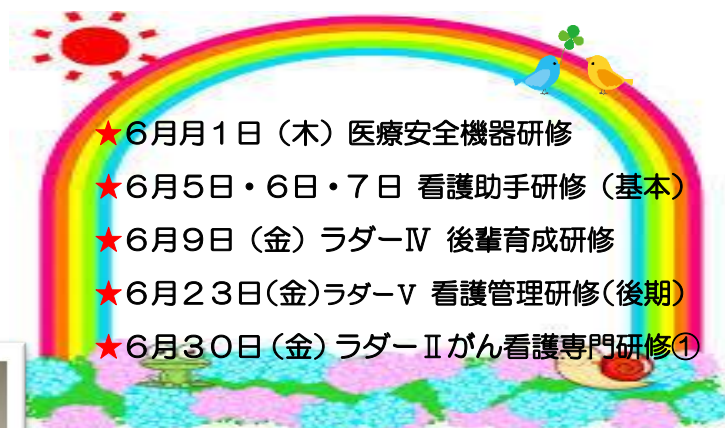 ★６月月１日（木）医療安全機器研修
★６月５日・６日・７日 看護助手研修（基本）
★６月９日（金）ラダーⅣ 後輩育成研修
★６月２３日(金)ラダーⅤ 看護管理研修(後期）
★６月３０日(金)ラダーⅡがん看護専門研修①